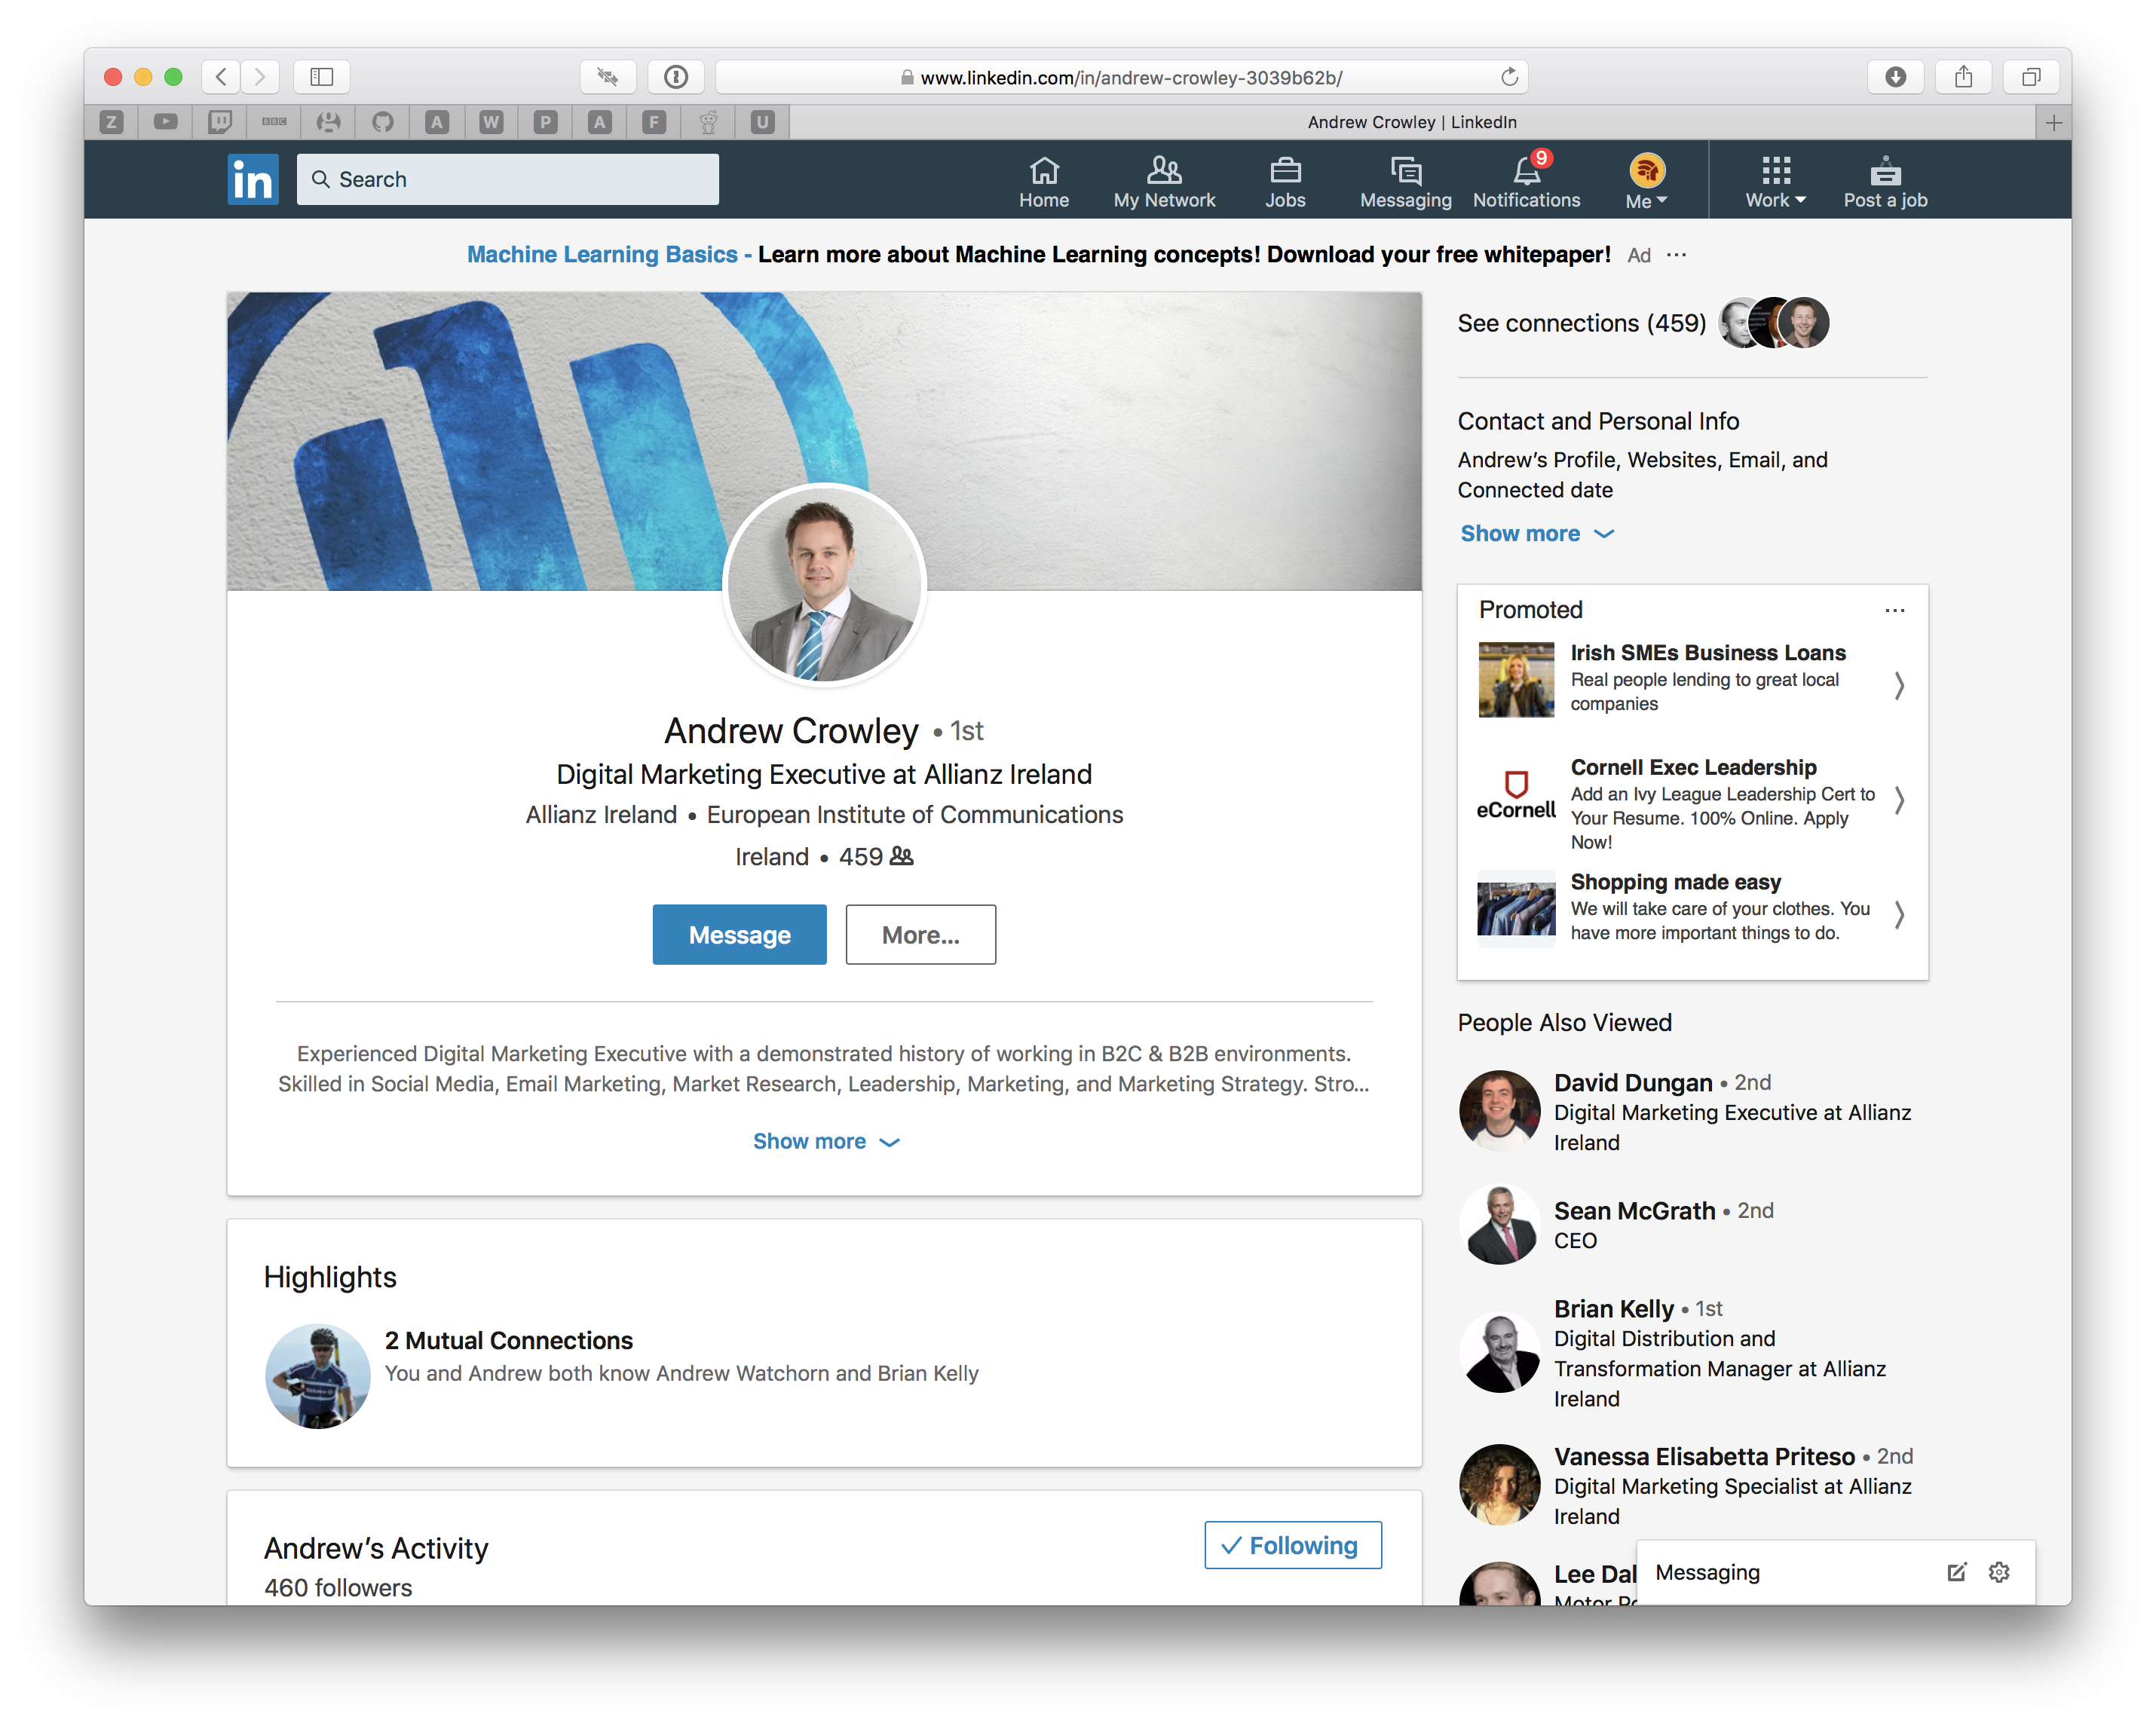 www.linkedin.com/in/andrew-crowley-3039b62b/
Z
BBC
A
W
P
A
F
U
Andrew Crowley | LinkedIn
in
Search
Home
My Network
Jobs
Messaging
9
Notifications
Me
Work
Post a job
Machine Learning Basics - Learn more about Machine Learning concepts! Download your free whitepaper! Ad ...
Andrew Crowley • 1st
Digital Marketing Executive at Allianz Ireland
Allianz Ireland • European Institute of Communications
Ireland • 459
Message
More...
Experienced Digital Marketing Executive with a demonstrated history of working in B2C & B2B environments.
Skilled in Social Media, Email Marketing, Market Research, Leadership, Marketing, and Marketing Strategy. Stro...
Show more
Highlights
2 Mutual Connections
You and Andrew both know Andrew Watchorn and Brian Kelly
Andrew’s Activity
460 followers
Following
See connections (459)
Contact and Personal Info
Andrew’s Profile, Websites, Email, and
Connected date
Show more
Promoted
...
Irish SMEs Business Loans
Real people lending to great local
companies
eCornell
Cornell Exec Leadership
Add an Ivy League Leadership Cert to
Your Resume. 100% Online. Apply
Now!
Shopping made easy
We will take care of your clothes. You
have more important things to do.
People Also Viewed
David Dungan • 2nd
Digital Marketing Executive at Allianz
Ireland
Sean McGrath • 2nd
CEO
Brian Kelly • 1st
Digital Distribution and
Transformation Manager at Allianz
Ireland
Vanessa Elisabetta Priteso • 2nd
Digital Marketing Specialist at Allianz
Ireland
Lee Dal
Motor
Messaging